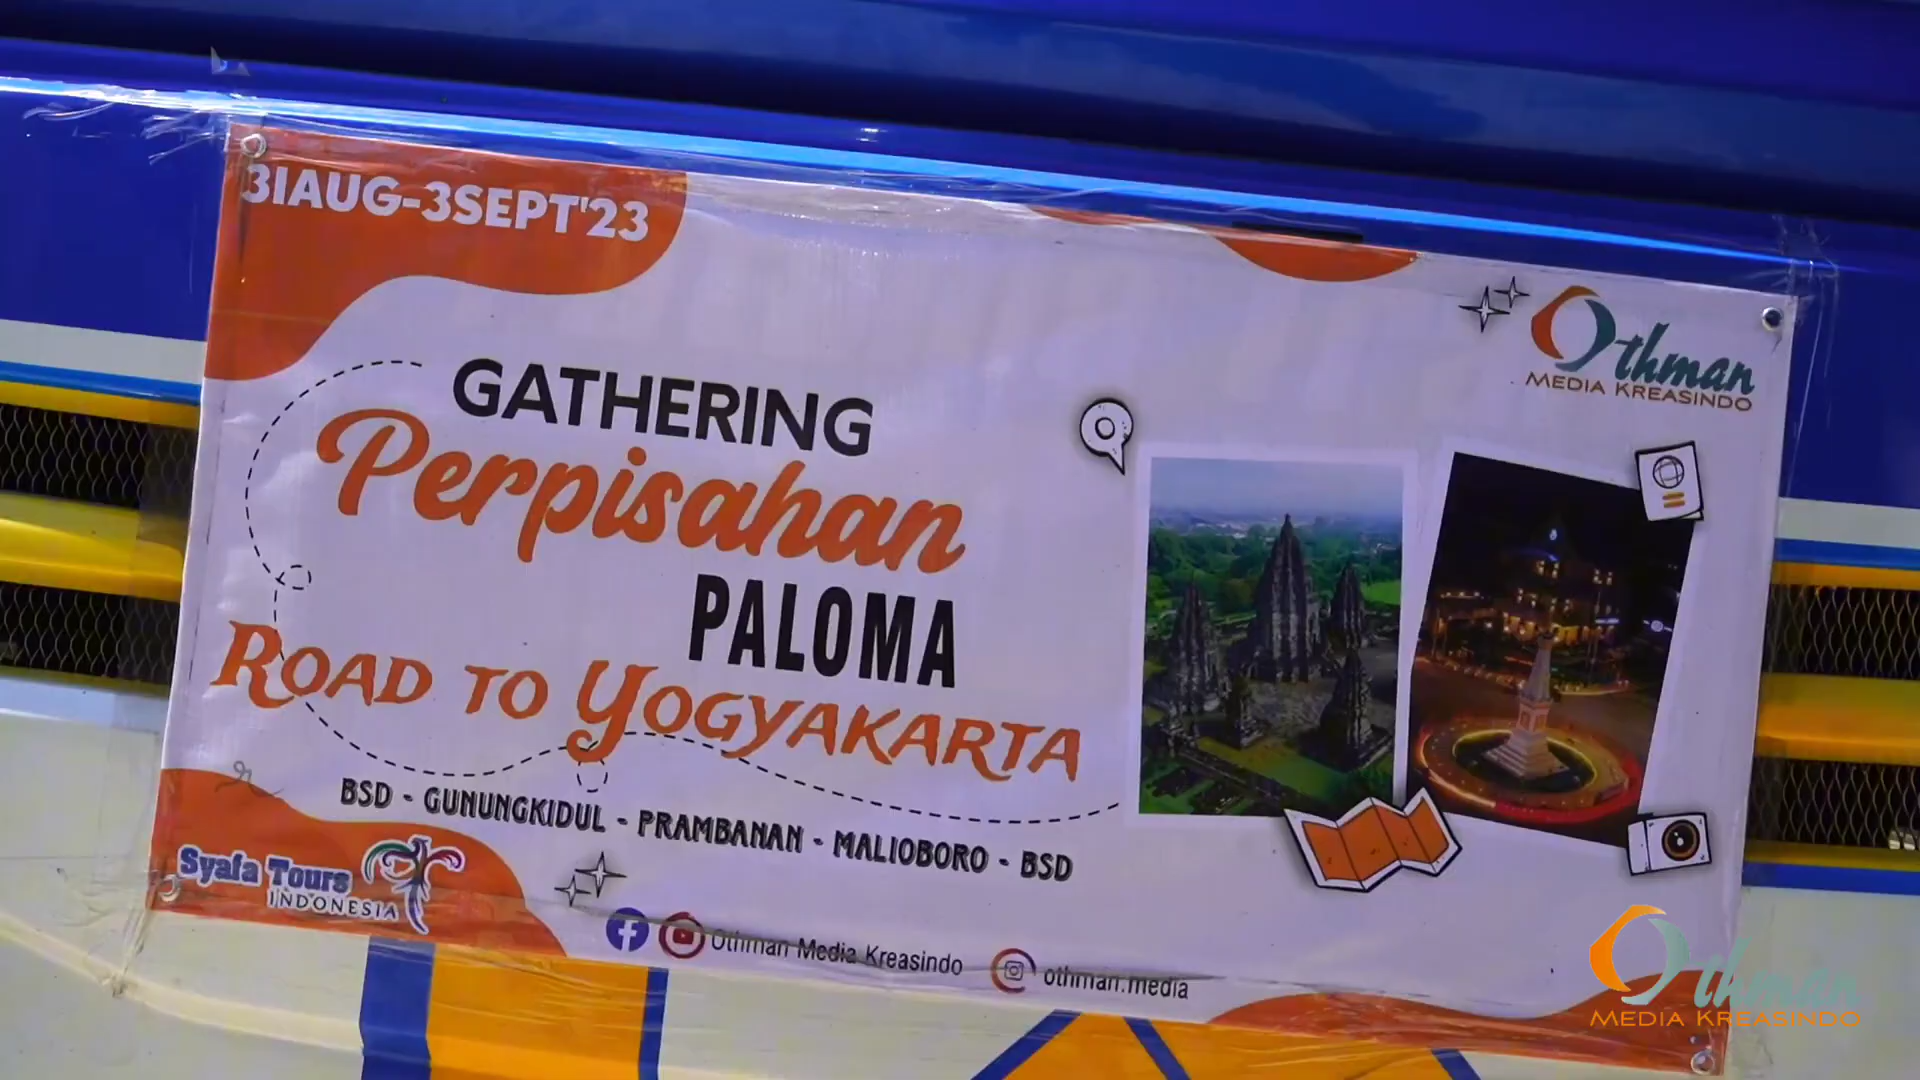 31AUG-3SEPT'23
Othman
MEDIA KREASINDO
GATHERING
Perpisahan
PALOMA
ROAD TO YOGYAKARTA
BSD - GUNUNGKIDUL - PRAMBANAN - MALIOBORO - BSD
Syafa Tours
INDONESIA
Othman Media Kreasindo
othman.media
Othman
MEDIA KREASINDO